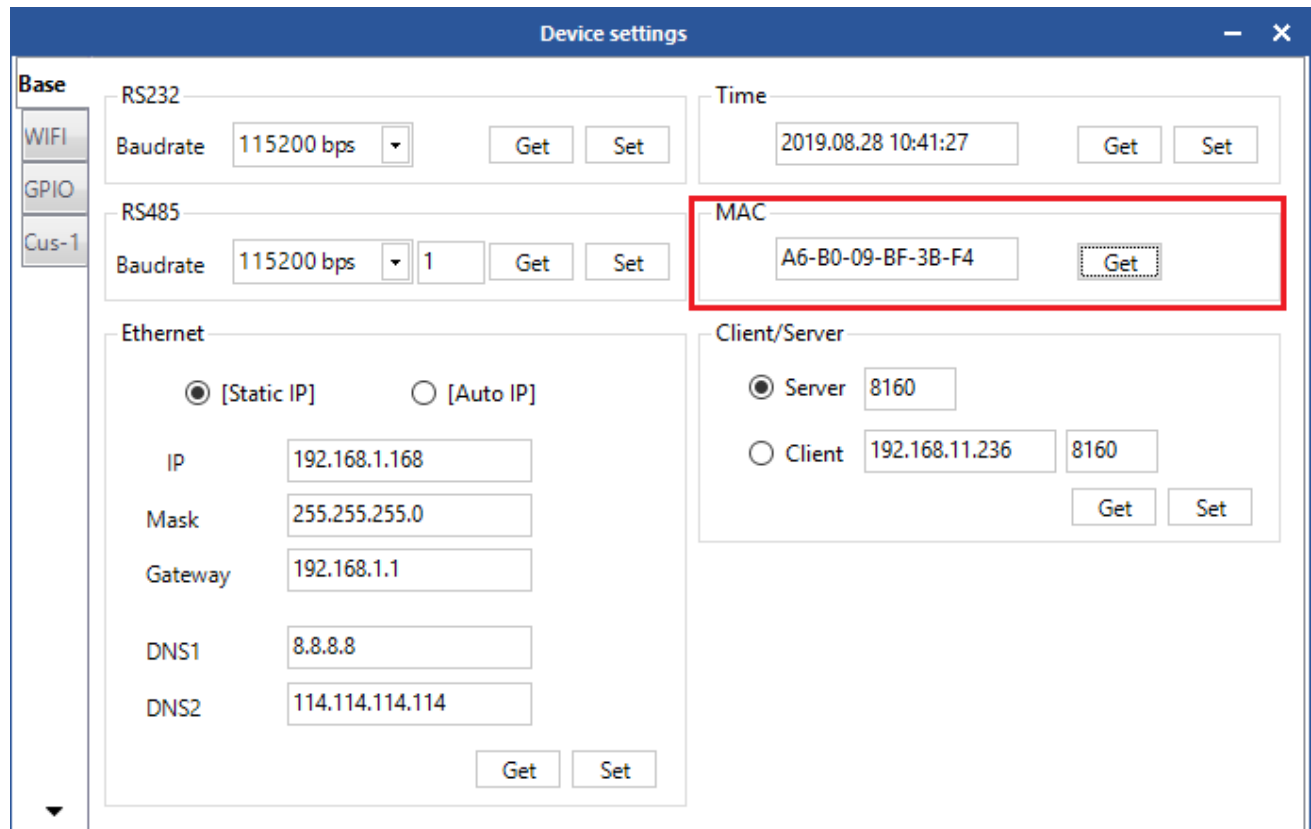 Device settings
Base
WIFI
GPIO
Cus-1
RS232
Baudrate 115200 bps Get Set
Time
2019.08.28 10:41:27 Get Set
RS485
Baudrate 115200 bps 1 Get Set
MAC
A6-B0-09-BF-3B-F4 Get
Ethernet
[Static IP] [Auto IP]
IP 192.168.1.168
Mask 255.255.255.0
Gateway 192.168.1.1
DNS1 8.8.8.8
DNS2 114.114.114.114
Get Set
Client/Server
Server 8160
Client 192.168.11.236 8160
Get Set